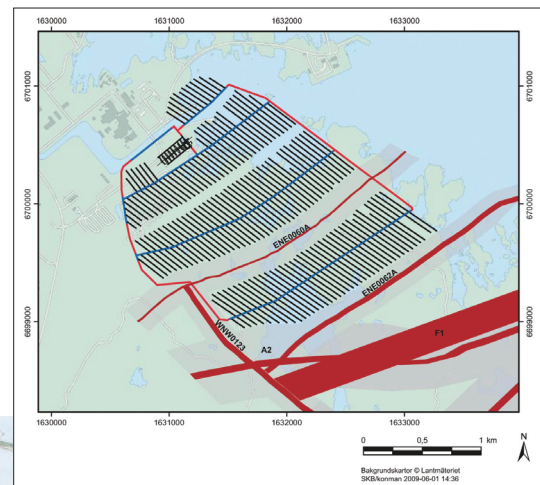 1630000 1631000 1632000 1633000
6701000 6701000
6700000 6700000
ENE0060A
ENE0062A
6699000 6699000
WNW0123
F1
A2
1630000 1631000 1632000 1633000
N
0 0,5 1 km
Bakgrundskartor © Lantmäteriet
SKB/konman 2009-06-01 14:36